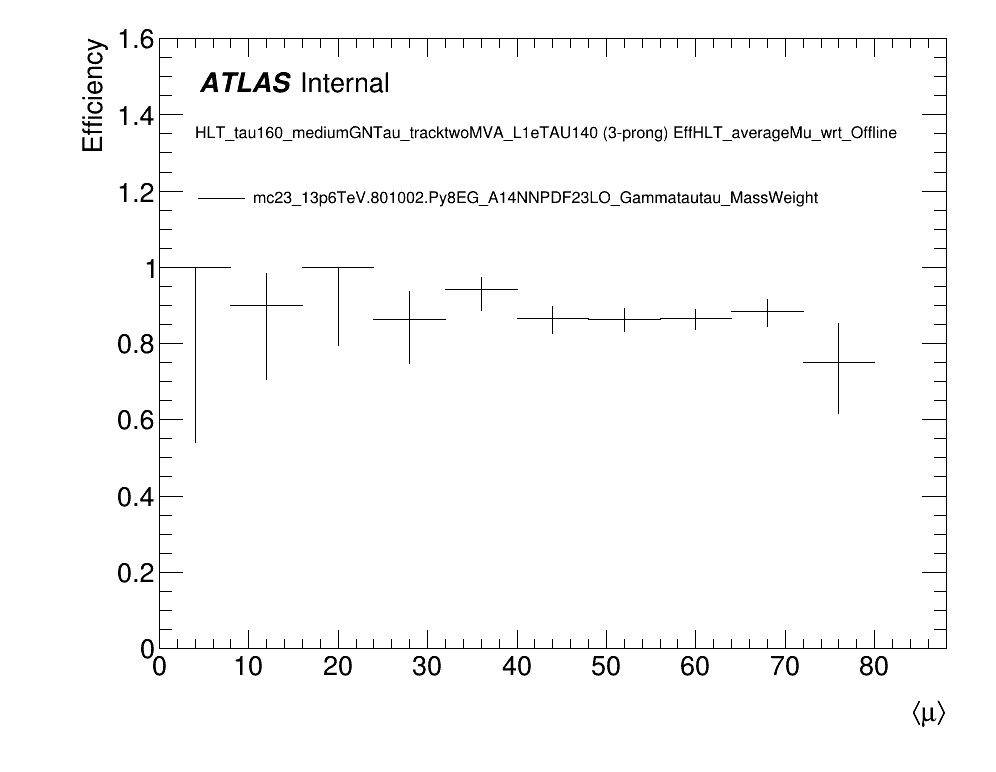 1.6
Efficiency
ATLAS Internal
1.4
HLT_tau160_mediumGNTau_tracktwoMVA_L1eTAU140 (3-prong) EffHLT_averageMu_wrt_Offline
1.2
mc23_13p6TeV.801002.Py8EG_A14NNPDF23LO_Gammatautau_MassWeight
1
0.8
0.6
0.4
0.2
0
0 10 20 30 40 50 60 70 80
⟨μ⟩